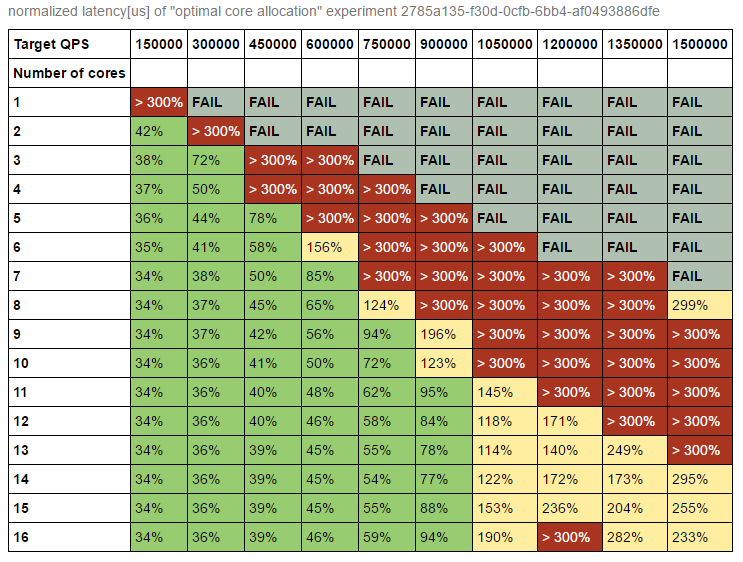 normalized latency[us] of "optimal core allocation" experiment 2785a135-f30d-0cfb-6bb4-af0493886dfe
Target QPS 150000 300000 450000 600000 750000 900000 1050000 1200000 1350000 1500000
Number of cores
1 > 300% FAIL FAIL FAIL FAIL FAIL FAIL FAIL FAIL FAIL
2 42% > 300% FAIL FAIL FAIL FAIL FAIL FAIL FAIL FAIL
3 38% 72% > 300% > 300% FAIL FAIL FAIL FAIL FAIL FAIL
4 37% 50% > 300% > 300% > 300% FAIL FAIL FAIL FAIL FAIL
5 36% 44% 78% > 300% > 300% > 300% FAIL FAIL FAIL FAIL
6 35% 41% 58% 156% > 300% > 300% > 300% FAIL FAIL FAIL
7 34% 38% 50% 85% > 300% > 300% > 300% > 300% > 300% FAIL
8 34% 37% 45% 65% 124% > 300% > 300% > 300% > 300% 299%
9 34% 37% 42% 56% 94% 196% > 300% > 300% > 300% > 300%
10 34% 36% 41% 50% 72% 123% > 300% > 300% > 300% > 300%
11 34% 36% 40% 48% 62% 95% 145% > 300% > 300% > 300%
12 34% 36% 40% 46% 58% 84% 118% 171% > 300% > 300%
13 34% 36% 39% 45% 55% 78% 114% 140% 249% > 300%
14 34% 36% 39% 45% 54% 77% 122% 172% 173% 295%
15 34% 36% 39% 45% 55% 88% 153% 236% 204% 255%
16 34% 36% 39% 46% 59% 94% 190% > 300% 282% 233%